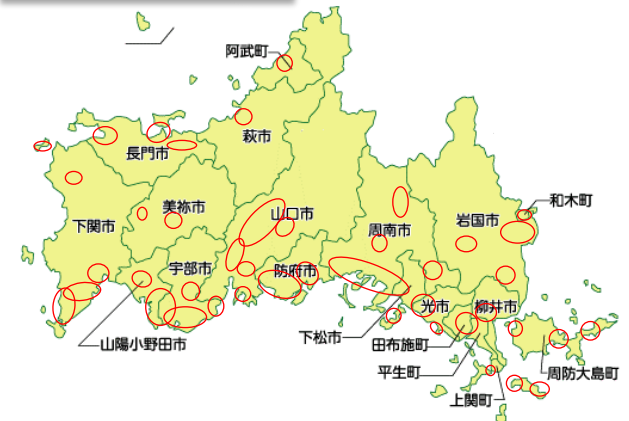 阿武町
萩市
長門市
和木町
美祢市
山口市
岩国市
下関市
周南市
宇部市
防府市
光市
柳井市
下松市
山陽小野田市
田布施町
平生町
周防大島町
上関町